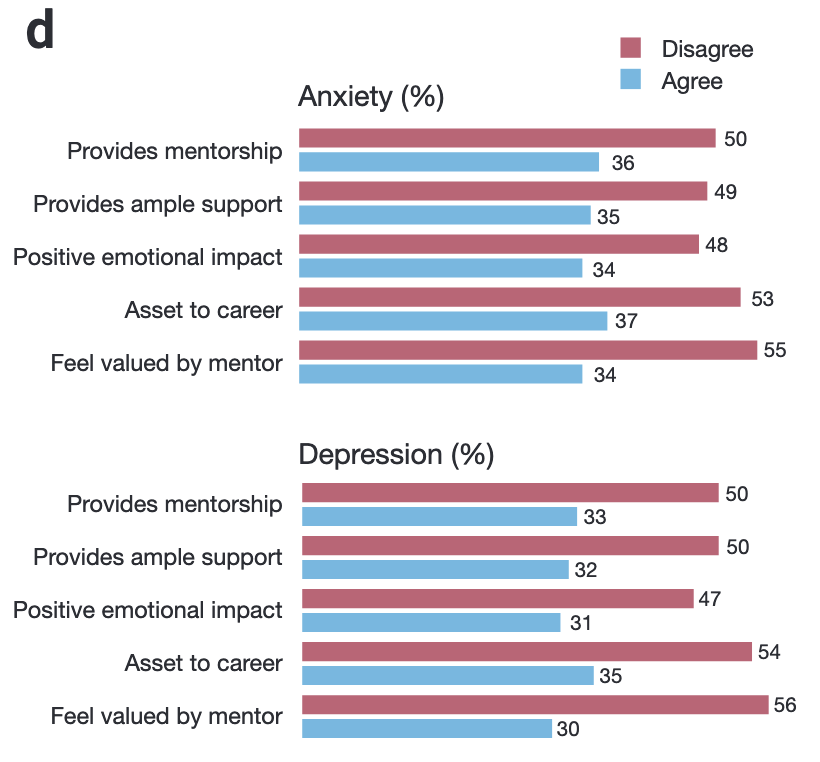 d
Disagree
Agree
Anxiety (%)
Provides mentorship 50
36
Provides ample support 49
35
Positive emotional impact 48
34
Asset to career 53
37
Feel valued by mentor 55
34
Depression (%)
Provides mentorship 50
33
Provides ample support 50
32
Positive emotional impact 47
31
Asset to career 54
35
Feel valued by mentor 56
30